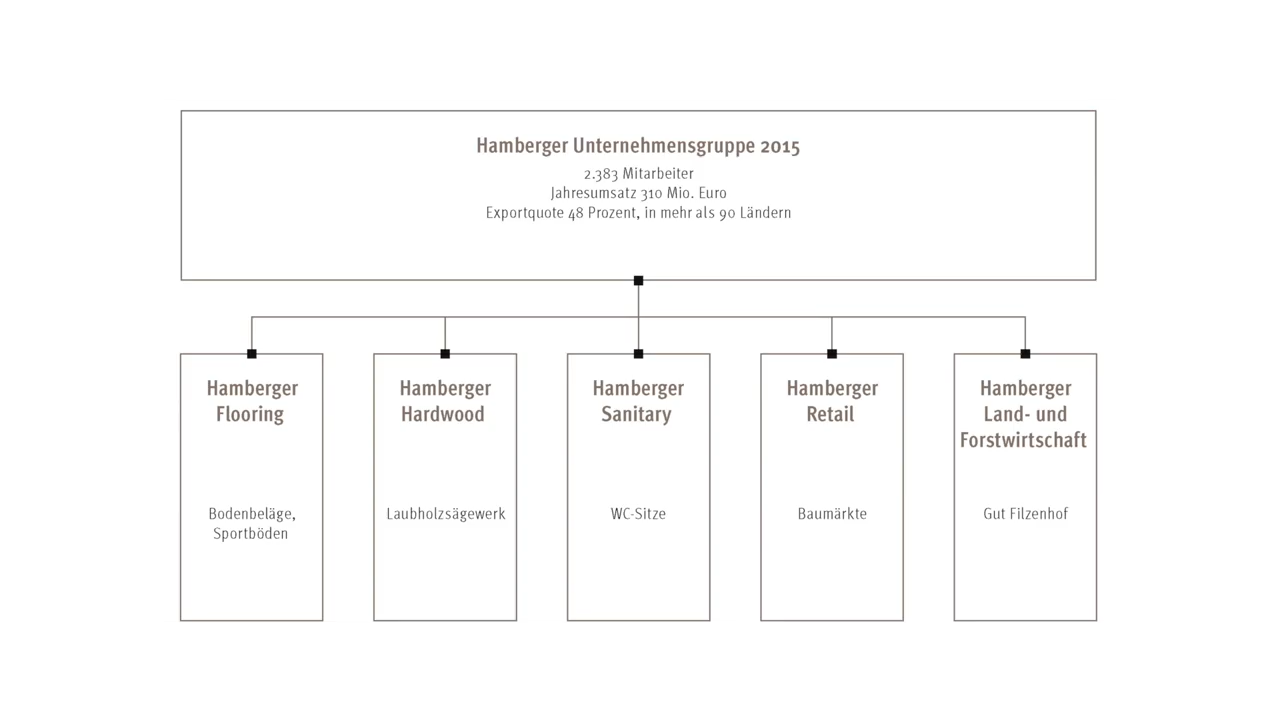 Hamberger Unternehmensgruppe 2015
2.383 Mitarbeiter
Jahresumsatz 310 Mio. Euro
Exportquote 48 Prozent, in mehr als 90 Ländern
Hamberger
Flooring
Bodenbeläge,
Sportböden
Hamberger
Hardwood
Laubholzsägewerk
Hamberger
Sanitary
WC-Sitze
Hamberger
Retail
Baumärkte
Hamberger
Land- und
Forstwirtschaft
Gut Filzenhof